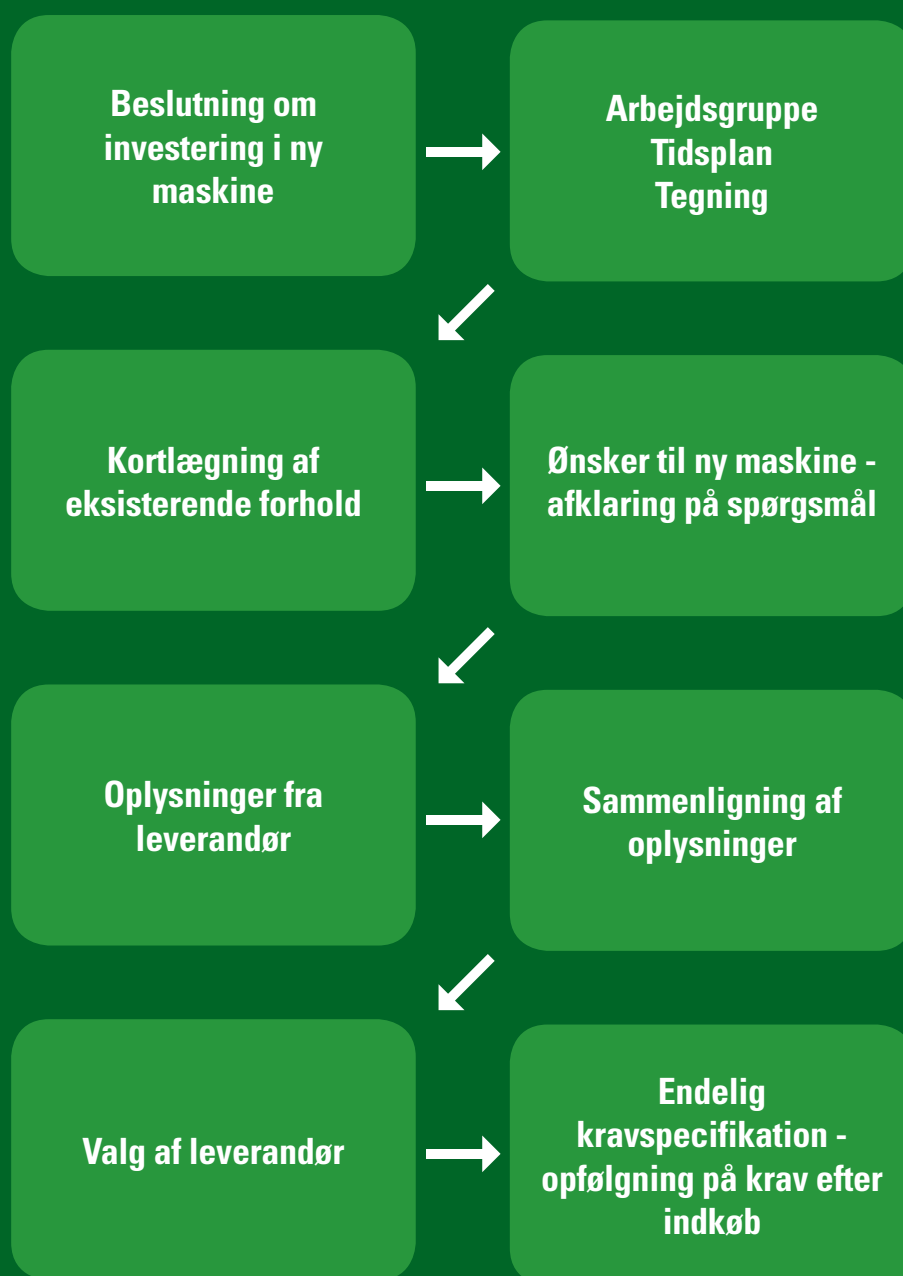 Beslutning om
investering i ny
maskine
Arbejdsgruppe
Tidsplan
Tegning
Kortlægning af
eksisterende forhold
Ønsker til ny maskine -
afklaring på spørgsmål
Oplysninger fra
leverandør
Sammenligning af
oplysninger
Valg af leverandør
Endelig
kravspecifikation -
opfølgning på krav efter
indkøb